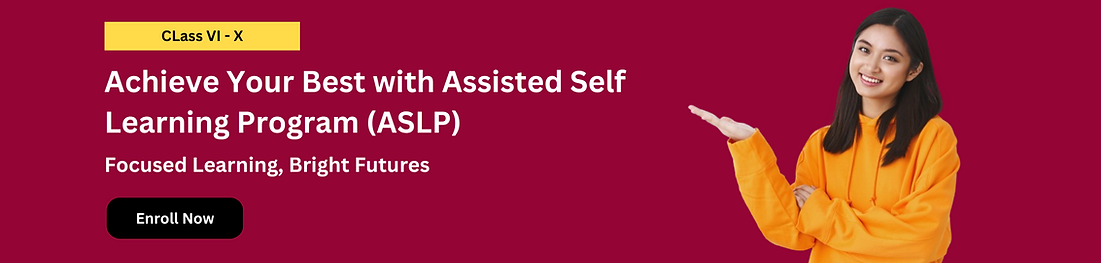 CLass VI - X
Achieve Your Best with Assisted Self
Learning Program (ASLP)
Focused Learning, Bright Futures
Enroll Now